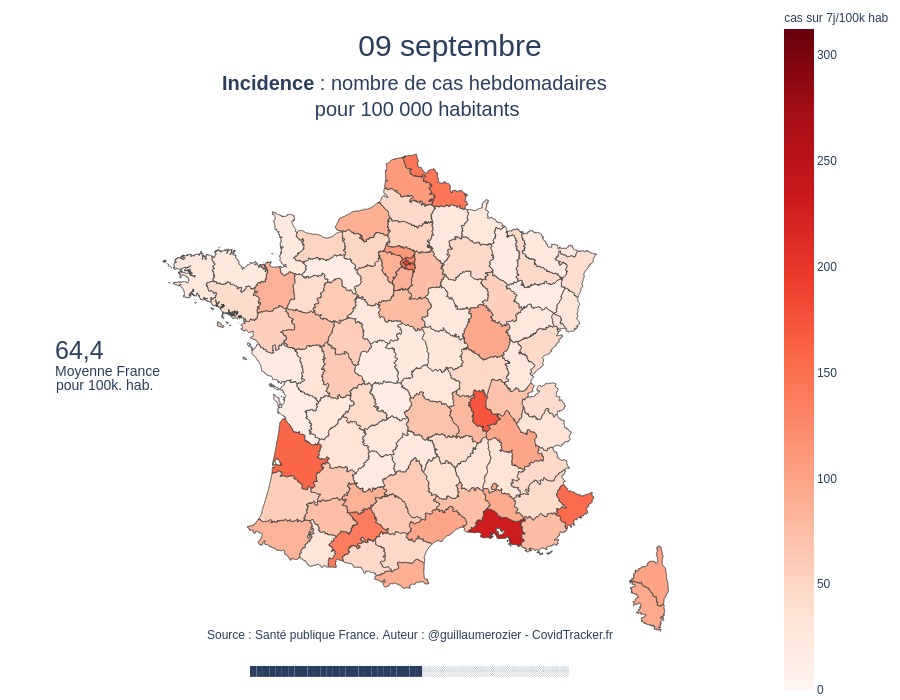 cas sur 7j/100k hab
09 septembre
Incidence : nombre de cas hebdomadaires
pour 100 000 habitants
300
250
200
150
100
50
0
64,4
Moyenne France
pour 100k. hab.
Source : Santé publique France. Auteur : @guillaumerozier - CovidTracker.fr